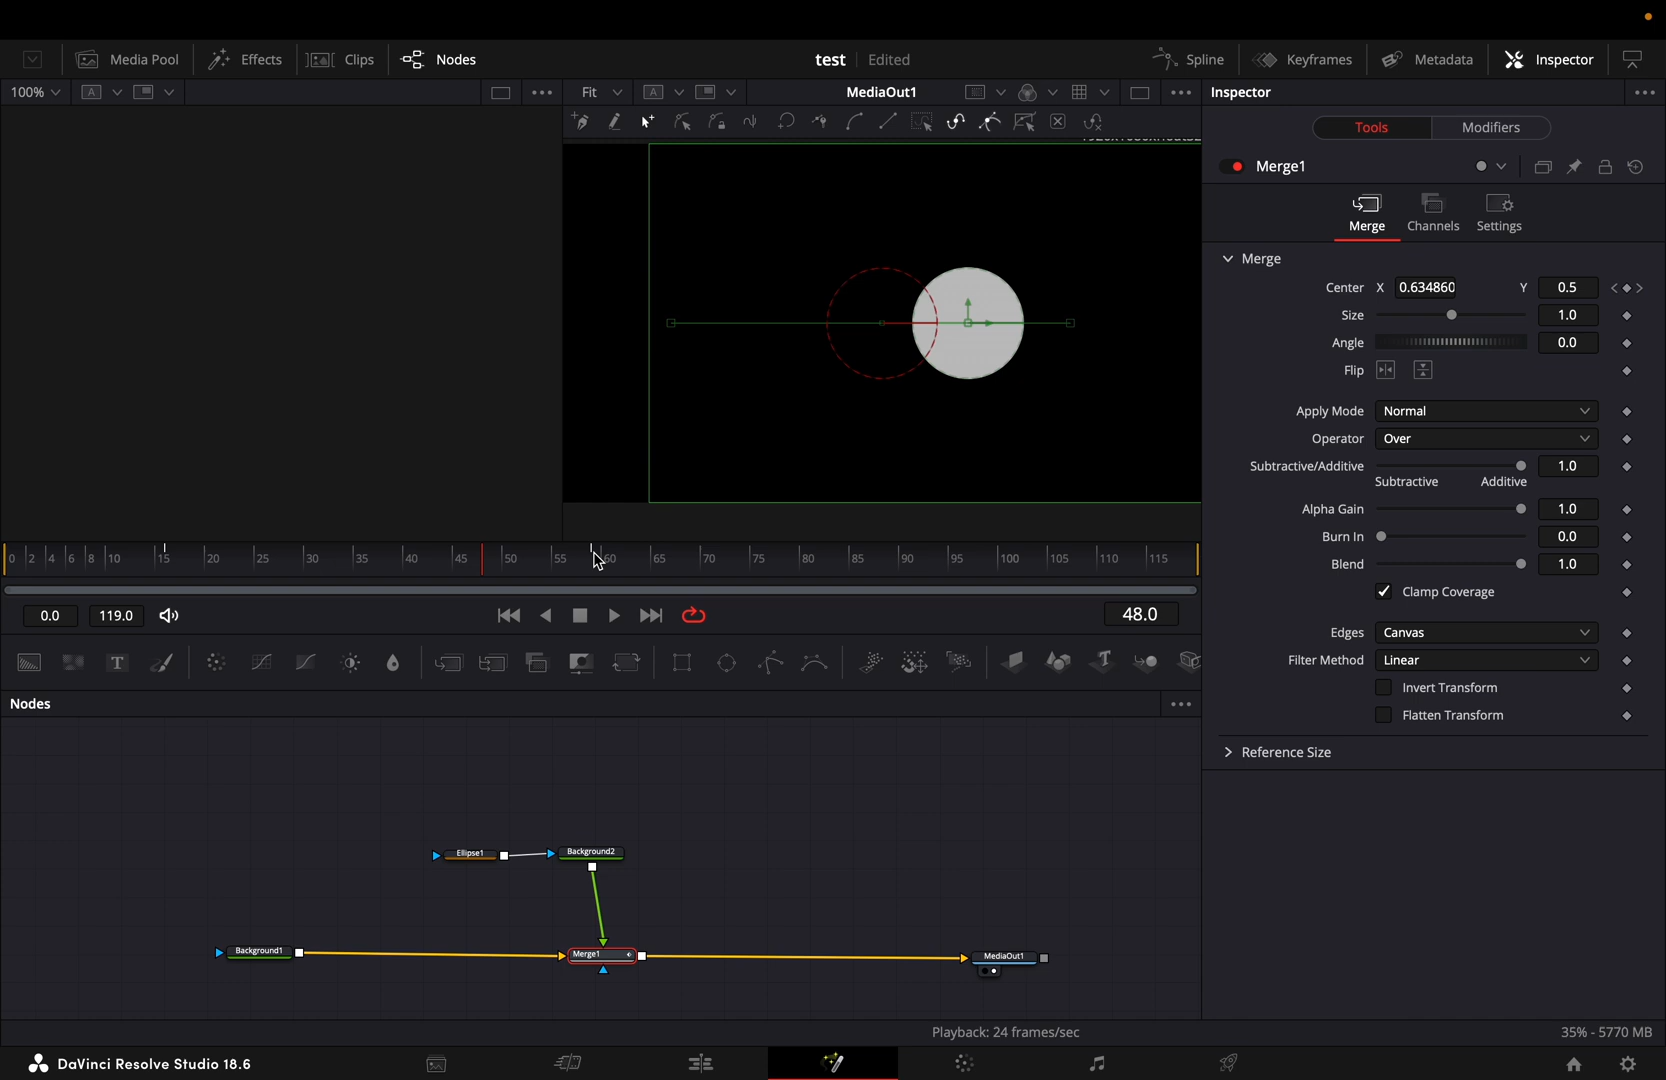 Media Pool Effects Clips Nodes test Edited Spline Keyframes Metadata Inspector
100% A Fit A MediaOut1 Inspector
Tools Modifiers
Merge1
Merge Channels Settings
Merge
Center X 0.634860 Y 0.5
Size 1.0
Angle 0.0
Flip
Apply Mode Normal
Operator Over
Subtractive/Additive 1.0
Subtractive Additive
Alpha Gain 1.0
Burn In 0.0
Blend 1.0
Clamp Coverage
Edges Canvas
Filter Method Linear
Invert Transform
Flatten Transform
Reference Size
0 2 4 6 8 10 15 20 25 30 35 40 45 50 55 60 65 70 75 80 85 90 95 100 105 110 115
0.0 119.0 48.0
T T
Nodes
Ellipse1 Background2
Background1 Merge1 MediaOut1
Playback: 24 frames/sec 35% - 5770 MB
DaVinci Resolve Studio 18.6